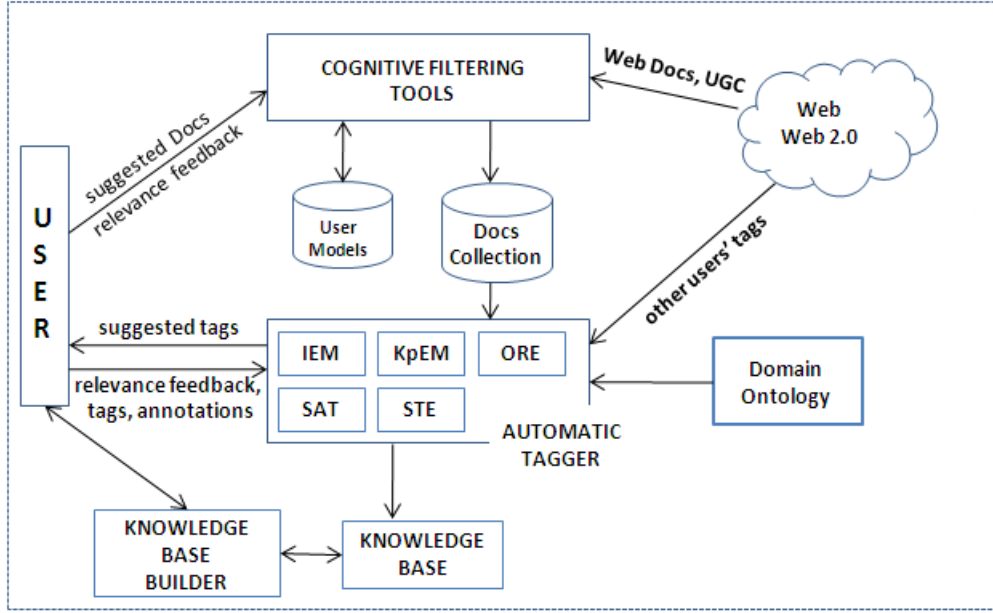 COGNITIVE FILTERING
TOOLS
Web Docs, UGC
Web
Web 2.0
suggested Docs
relevance feedback
USER
User
Models
Docs
Collection
other users' tags
suggested tags
relevance feedback,
tags, annotations
IEM
KpEM
ORE
SAT
STE
AUTOMATIC
TAGGER
Domain
Ontology
KNOWLEDGE
BASE
BUILDER
KNOWLEDGE
BASE